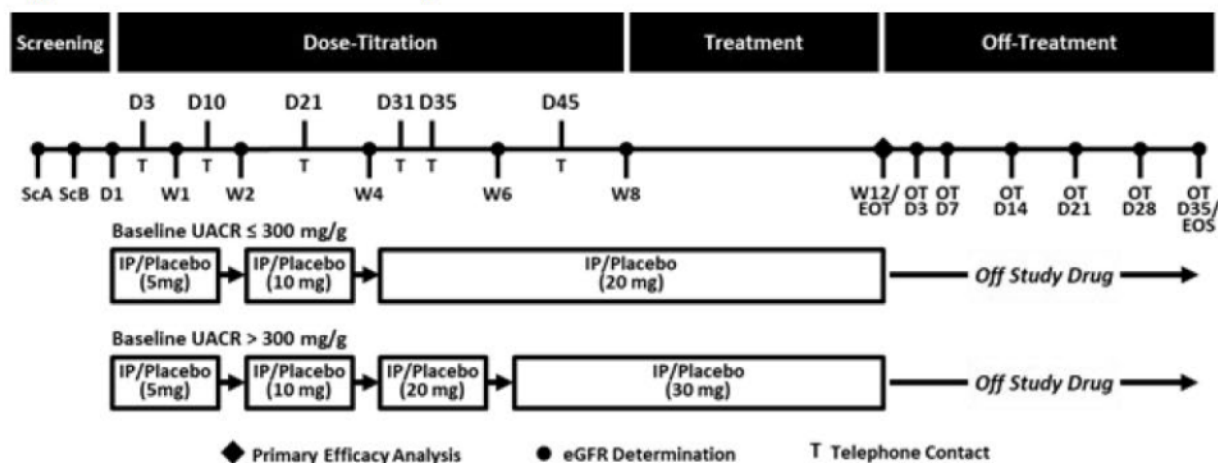 Screening Dose-Titration Treatment Off-Treatment
D3 D10 D21 D31 D35 D45
T T T T T T
ScA ScB D1 W1 W2 W4 W6 W8 W12/ OT OT OT OT OT OT
EOT D3 D7 D14 D21 D28 D35/
EOS
Baseline UACR ≤ 300 mg/g
IP/Placebo IP/Placebo IP/Placebo
(5mg) (10 mg) (20 mg) Off Study Drug
Baseline UACR > 300 mg/g
IP/Placebo IP/Placebo IP/Placebo IP/Placebo
(5mg) (10 mg) (20 mg) (30 mg) Off Study Drug
Primary Efficacy Analysis eGFR Determination T Telephone Contact